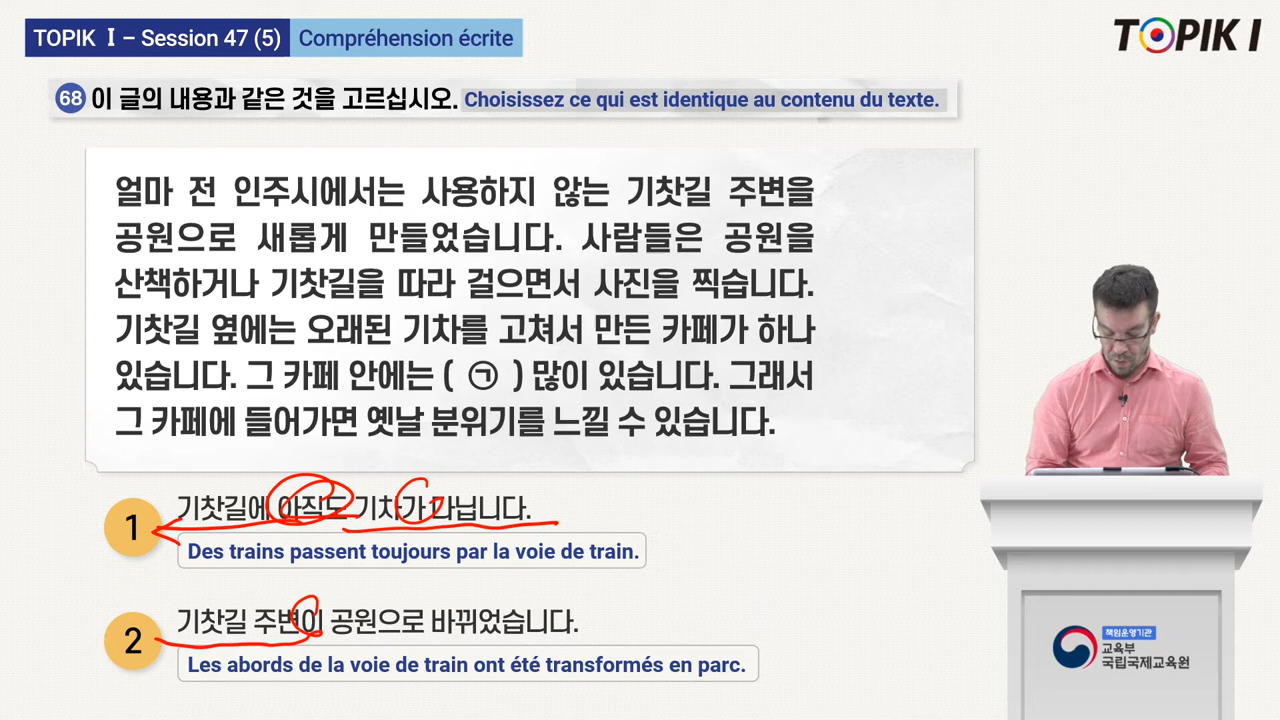 TOPIK Ⅰ – Session 47 (5) Compréhension écrite
TOPIK I
68 이 글의 내용과 같은 것을 고르십시오. Choisissez ce qui est identique au contenu du texte.
얼마 전 인주시에서는 사용하지 않는 기찻길 주변을
공원으로 새롭게 만들었습니다. 사람들은 공원을
산책하거나 기찻길을 따라 걸으면서 사진을 찍습니다.
기찻길 옆에는 오래된 기차를 고쳐서 만든 카페가 하나
있습니다. 그 카페 안에는 ( ㉠ ) 많이 있습니다. 그래서
그 카페에 들어가면 옛날 분위기를 느낄 수 있습니다.
1 기찻길에 아직도 기차가 다닙니다.
Des trains passent toujours par la voie de train.
2 기찻길 주변이 공원으로 바뀌었습니다.
Les abords de la voie de train ont été transformés en parc.
책임운영기관
교육부
국립국제교육원